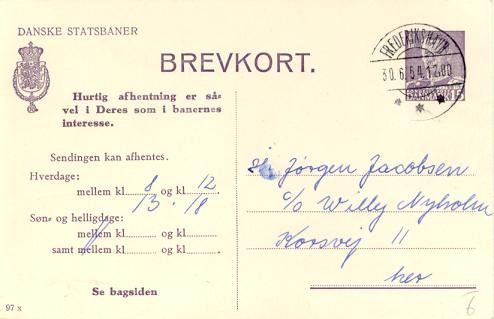 DANSKE STATSBANER
BREVKORT.
FREDERIKSHAVN
30.6.54.17.00
15
Hurtig afhentning er så-
vel i Deres som i banernes
interesse.
Sendingen kan afhentes.
Hverdage:
mellem kl. 8 og kl. 12
13 - 18
Søn- og helligdage:
mellem kl. og kl.
samt mellem kl. og kl.
Se bagsiden
97 x
Jørgen Jacobsen
c/o Willy Nyholm
Korsvej 11
her
6